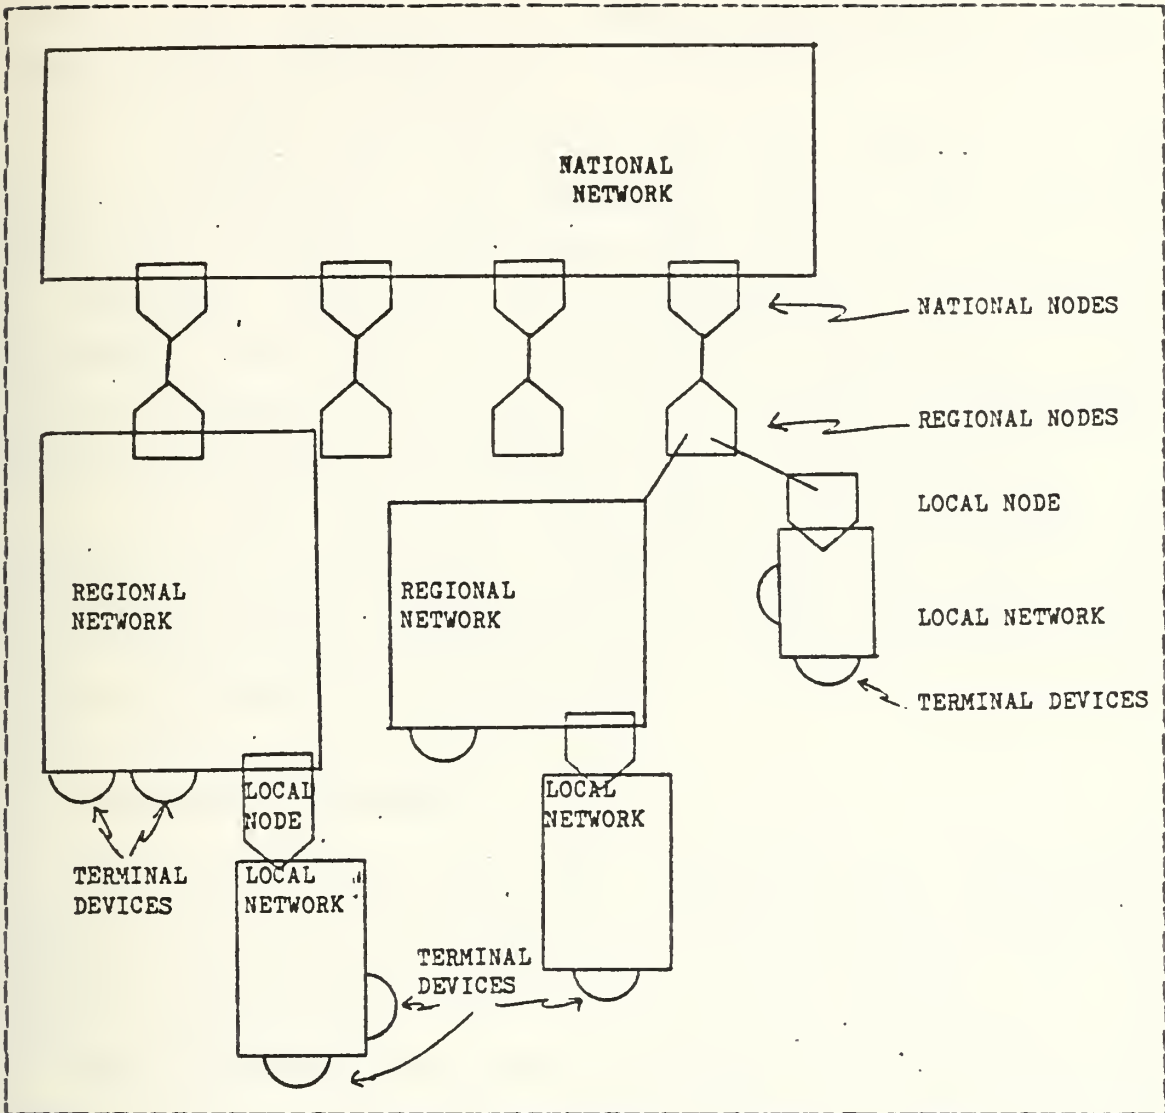 NATIONAL
NETWORK
NATIONAL NODES
REGIONAL NODES
LOCAL NODE
REGIONAL
NETWORK
REGIONAL
NETWORK
LOCAL NETWORK
TERMINAL DEVICES
LOCAL
NODE
LOCAL
NETWORK
TERMINAL
DEVICES
LOCAL
NETWORK
TERMINAL
DEVICES